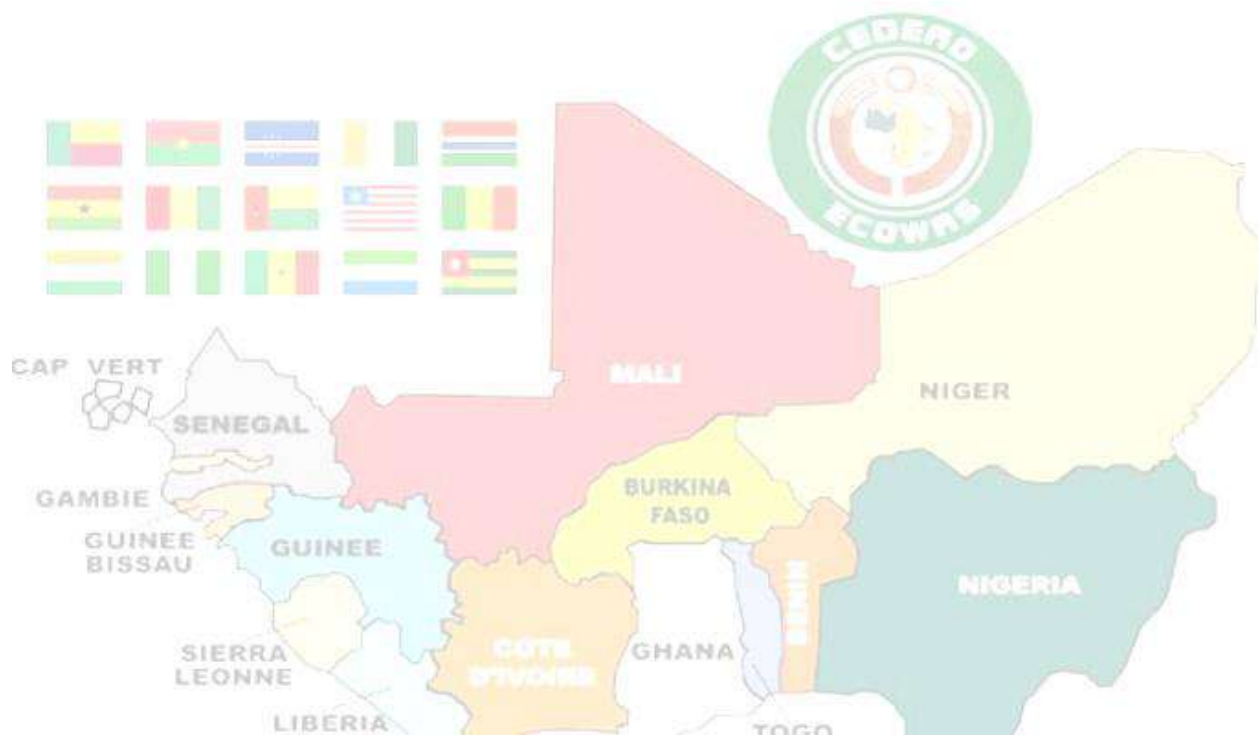 CEDEAO
ECOWAS
CAP VERT
MALI
NIGER
SENEGAL
GAMBIE
BURKINA
FASO
GUINEE
BISSAU
GUINEE
NIGERIA
BENIN
COTE
D'IVOIRE
GHANA
SIERRA
LEONNE
LIBERIA
TOGO